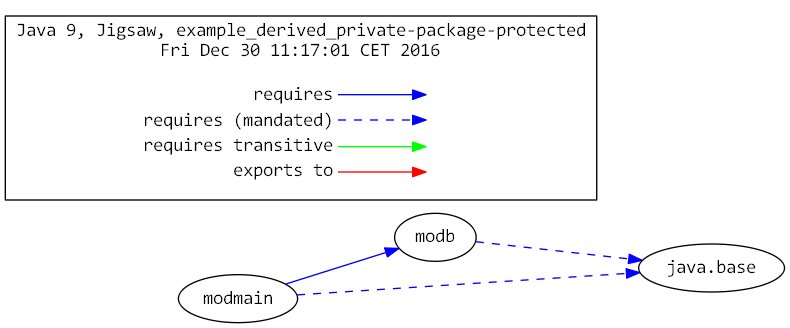 Java 9, Jigsaw, example_derived_private-package-protected
Fri Dec 30 11:17:01 CET 2016
requires
requires (mandated)
requires transitive
exports to
modb
java.base
modmain